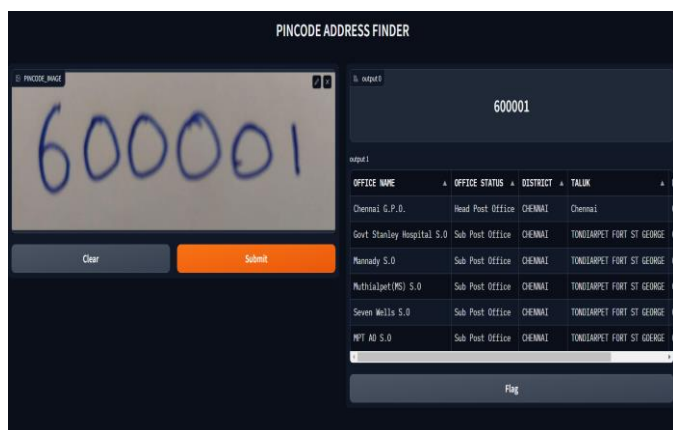 PINCODE ADDRESS FINDER
PINCODE_IMAGE
600001
Clear
Submit
output 0
600001
output 1
OFFICE NAME OFFICE STATUS DISTRICT TALUK
Chennai G.P.O. Head Post Office CHENNAI Chennai
Govt Stanley Hospital S.O Sub Post Office CHENNAI TONDIARPET FORT ST GEORGE
Mannady S.O Sub Post Office CHENNAI TONDIARPET FORT ST GEORGE
Muthialpet(MS) S.O Sub Post Office CHENNAI TONDIARPET FORT ST GEORGE
Seven Wells S.O Sub Post Office CHENNAI TONDIARPET FORT ST GEORGE
MPT AO S.O Sub Post Office CHENNAI TONDIARPET FORT ST GOERGE
Flag